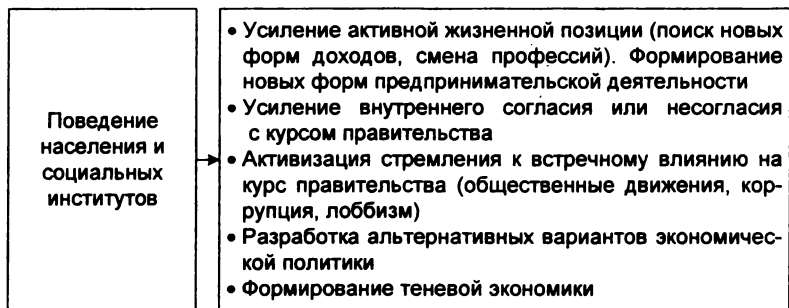 Поведение
населения и
социальных
институтов
• Усиление активной жизненной позиции (поиск новых
форм доходов, смена профессий). Формирование
новых форм предпринимательской деятельности
• Усиление внутреннего согласия или несогласия
с курсом правительства
• Активизация стремления к встречному влиянию на
курс правительства (общественные движения, кор-
рупция, лоббизм)
• Разработка альтернативных вариантов экономичес-
кой политики
• Формирование теневой экономики